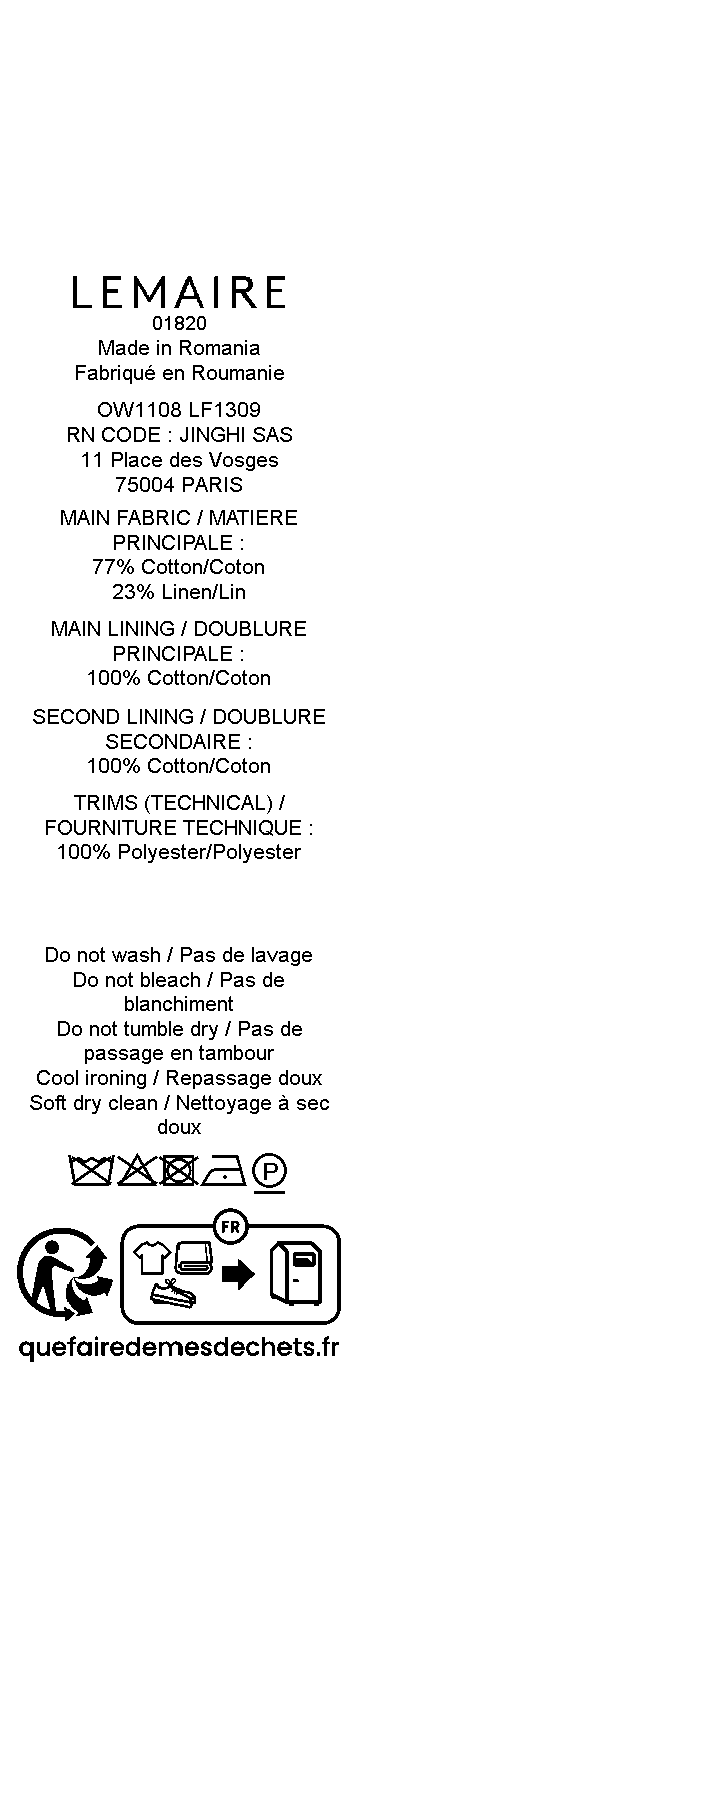 LEMAIRE
01820
Made in Romania
Fabriqué en Roumanie
OW1108 LF1309
RN CODE : JINGHI SAS
11 Place des Vosges
75004 PARIS
MAIN FABRIC / MATIERE
PRINCIPALE :
77% Cotton/Coton
23% Linen/Lin
MAIN LINING / DOUBLURE
PRINCIPALE :
100% Cotton/Coton
SECOND LINING / DOUBLURE
SECONDAIRE :
100% Cotton/Coton
TRIMS (TECHNICAL) /
FOURNITURE TECHNIQUE :
100% Polyester/Polyester
Do not wash / Pas de lavage
Do not bleach / Pas de
blanchiment
Do not tumble dry / Pas de
passage en tambour
Cool ironing / Repassage doux
Soft dry clean / Nettoyage à sec
doux
P
FR
quefairedemesdechets.fr